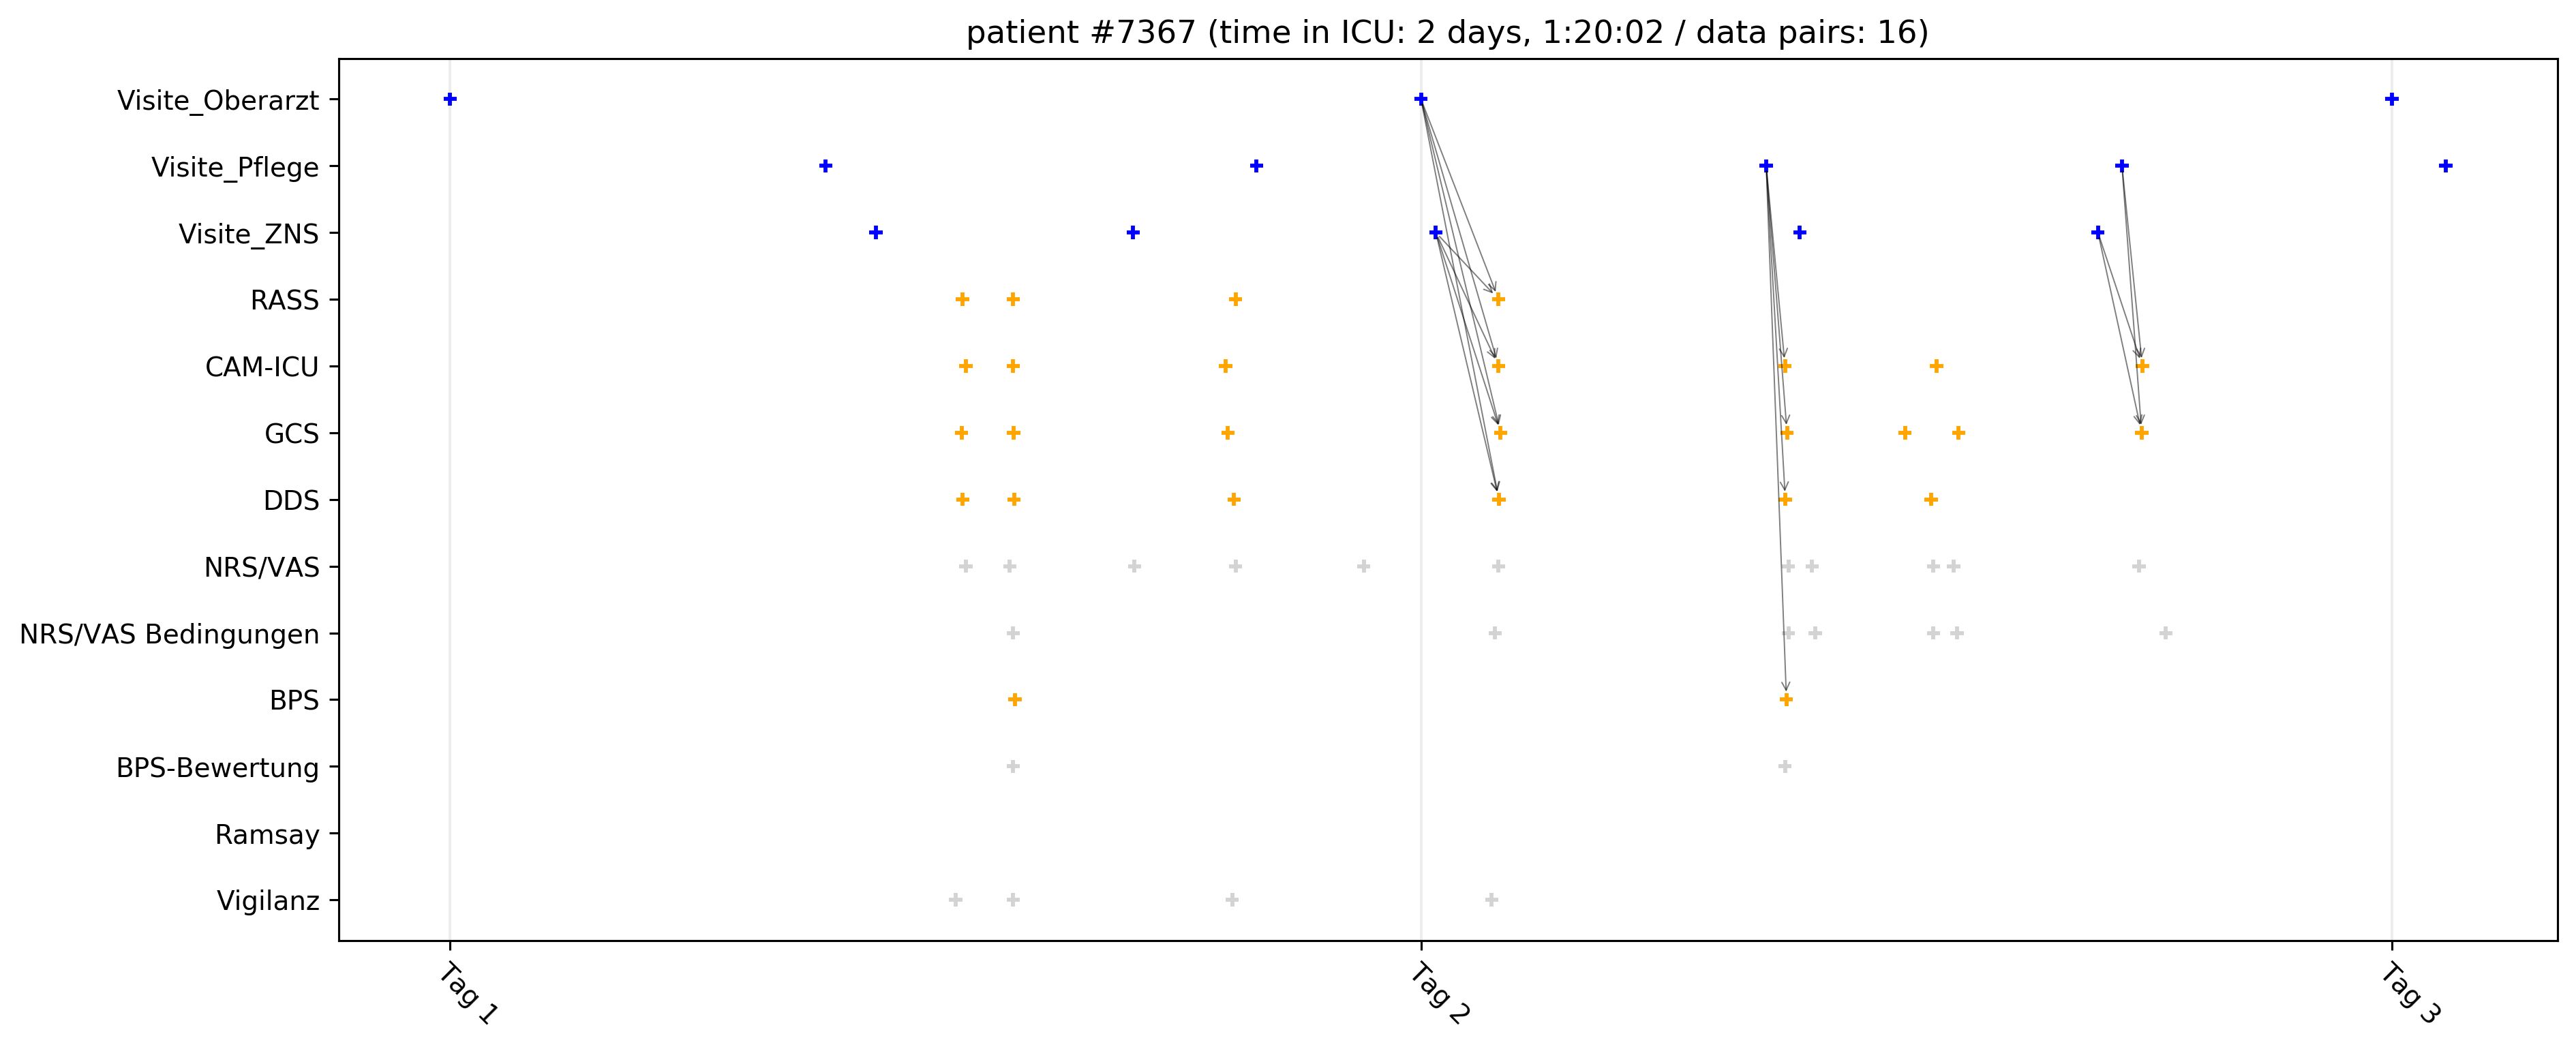 patient #7367 (time in ICU: 2 days, 1:20:02 / data pairs: 16)
Visite_Oberarzt
Visite_Pflege
Visite_ZNS
RASS
CAM-ICU
GCS
DDS
NRS/VAS
NRS/VAS Bedingungen
BPS
BPS-Bewertung
Ramsay
Vigilanz
Tag 1
Tag 2
Tag 3